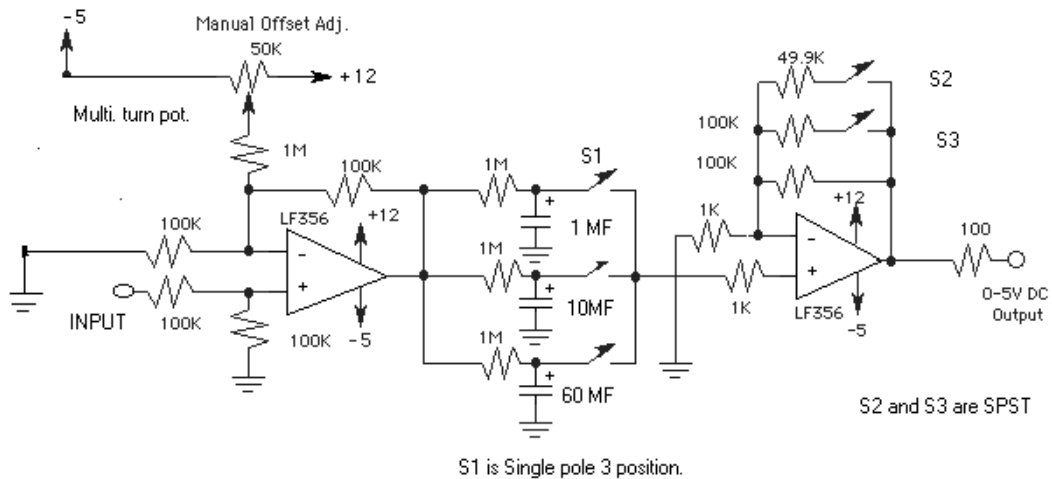 -5
Manual Offset Adj.
50K
+12
Multi. turn pot.
1M
100K
100K
LF356
+12
-
+
-5
INPUT
100K
100K
1M
S1
+
1 MF
1M
+
10MF
1M
+
60 MF
49.9K
S2
100K
S3
100K
1K
+12
-
+
1K
LF356
-5
100
0-5V DC
Output
S2 and S3 are SPST
S1 is Single pole 3 position.